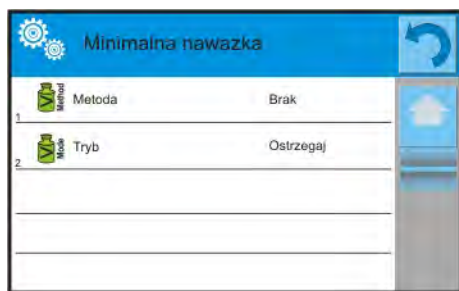 Minimalna nawazka
Method
Metoda Brak
1
Mode
Tryb Ostrzegaj
2